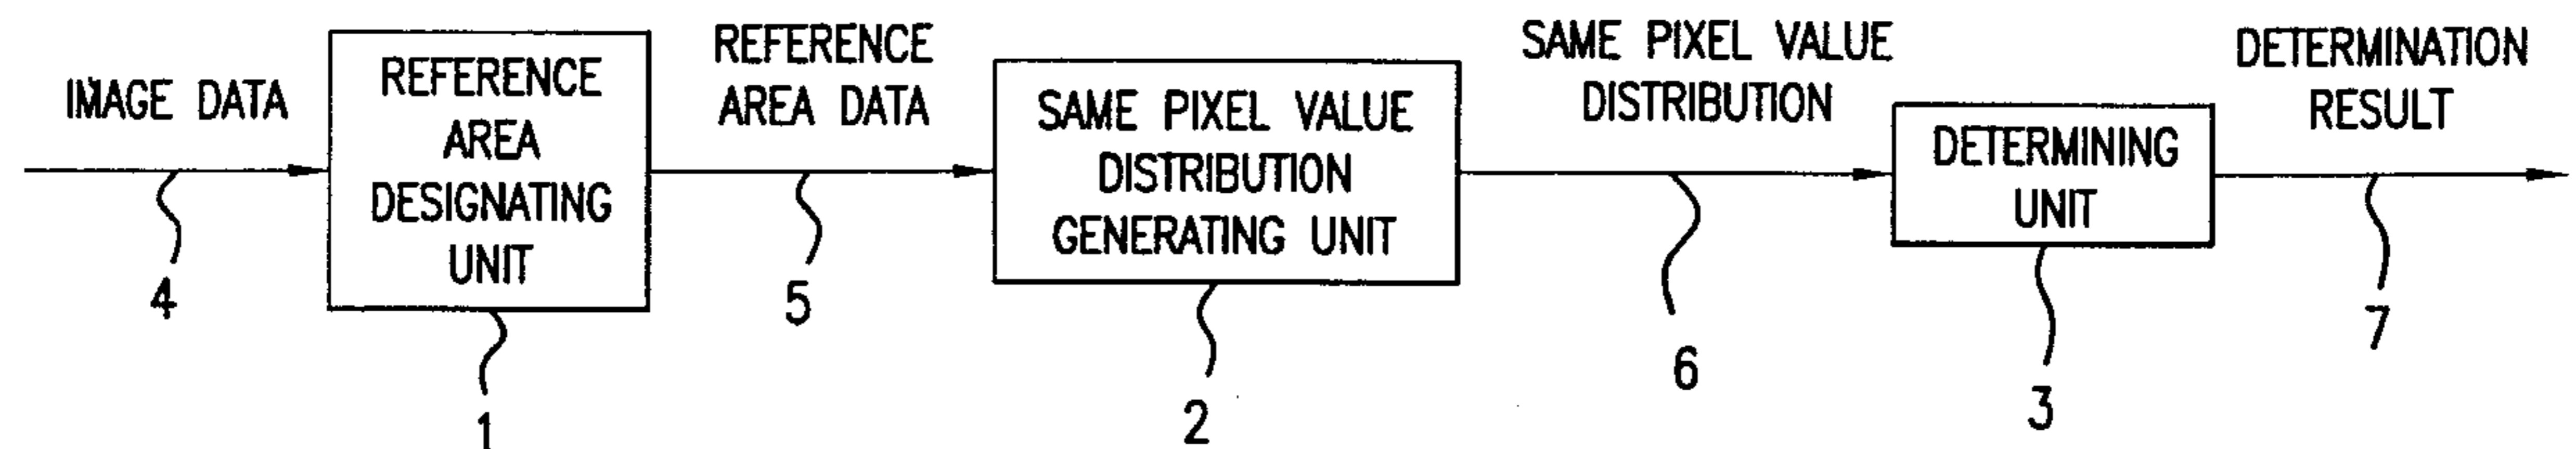 IMAGE DATA
REFERENCE
AREA
DESIGNATING
UNIT
REFERENCE
AREA DATA
SAME PIXEL VALUE
DISTRIBUTION
GENERATING UNIT
SAME PIXEL VALUE
DISTRIBUTION
DETERMINING
UNIT
DETERMINATION
RESULT
4
1
5
2
6
3
7